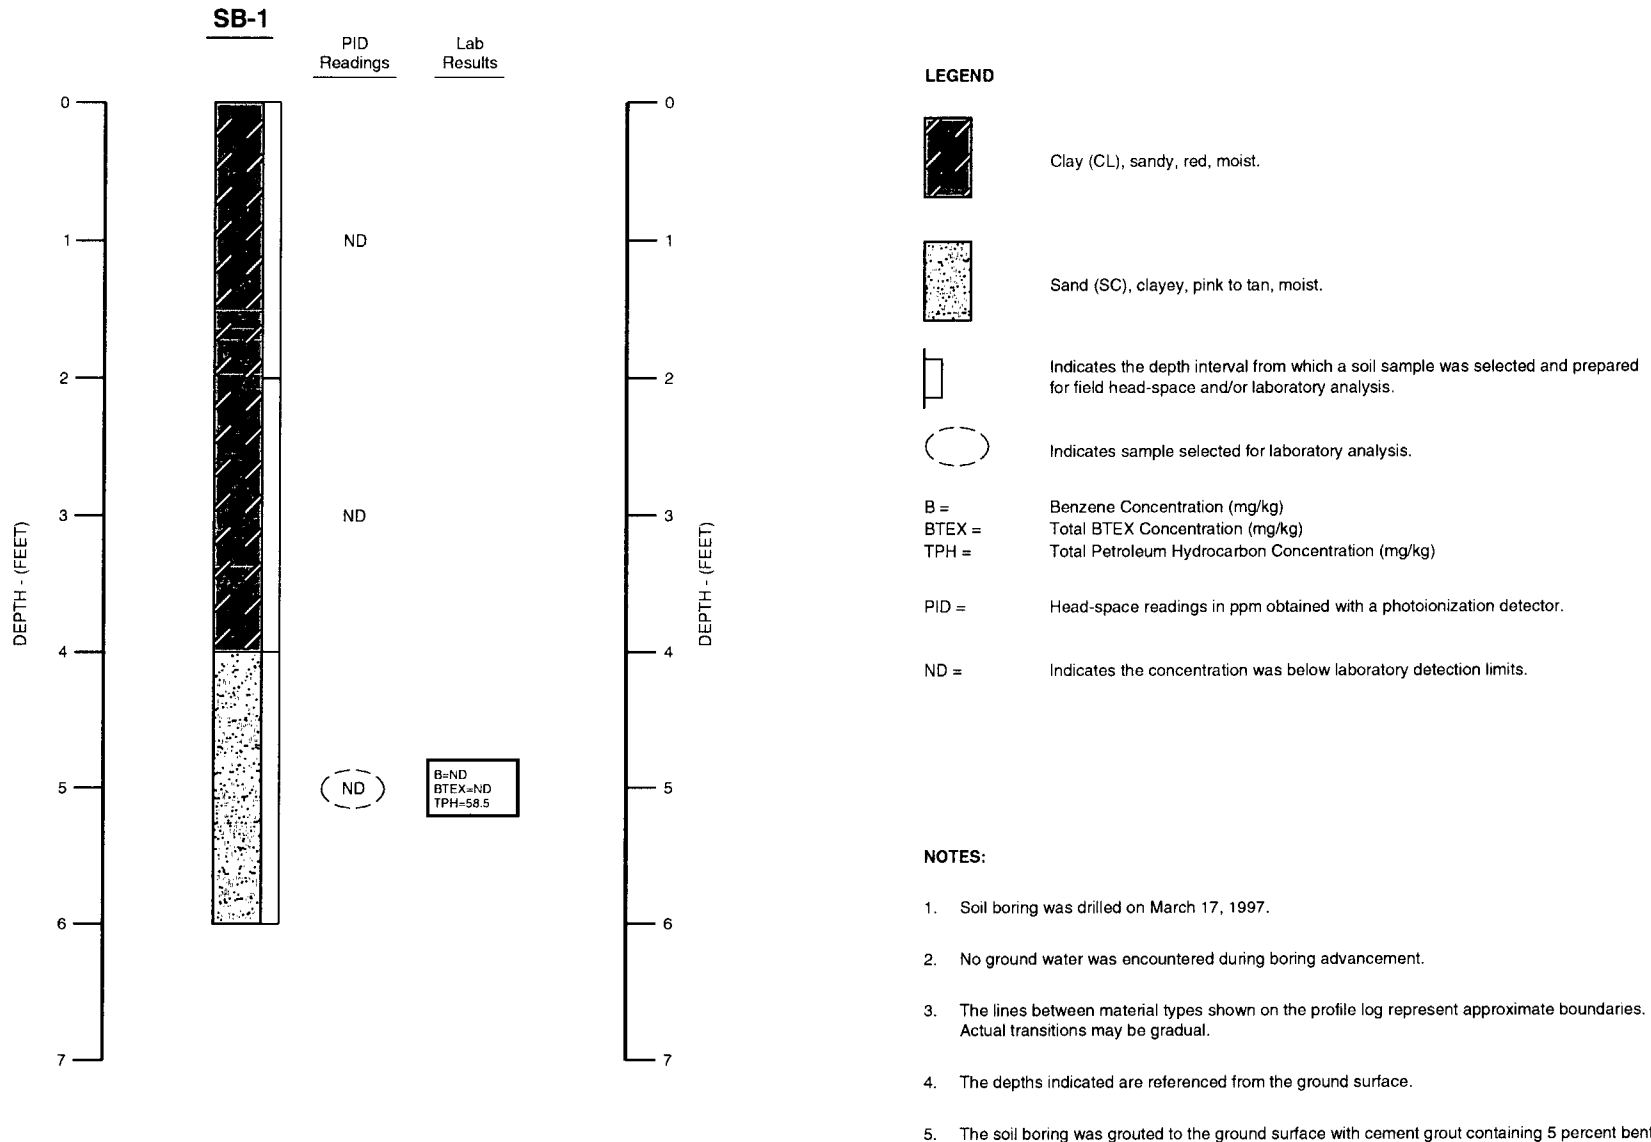 SB-1
PID
Readings
Lab
Results
0
1
2
3
4
5
6
7
DEPTH - (FEET)
ND
ND
ND
B=ND
BTEX=ND
TPH=58.5
0
1
2
3
4
5
6
7
DEPTH - (FEET)
LEGEND
Clay (CL), sandy, red, moist.
Sand (SC), clayey, pink to tan, moist.
Indicates the depth interval from which a soil sample was selected and prepared
for field head-space and/or laboratory analysis.
Indicates sample selected for laboratory analysis.
B = Benzene Concentration (mg/kg)
BTEX = Total BTEX Concentration (mg/kg)
TPH = Total Petroleum Hydrocarbon Concentration (mg/kg)
PID = Head-space readings in ppm obtained with a photoionization detector.
ND = Indicates the concentration was below laboratory detection limits.
NOTES:
1. Soil boring was drilled on March 17, 1997.
2. No ground water was encountered during boring advancement.
3. The lines between material types shown on the profile log represent approximate boundaries.
Actual transitions may be gradual.
4. The depths indicated are referenced from the ground surface.
5. The soil boring was grouted to the ground surface with cement grout containing 5 percent